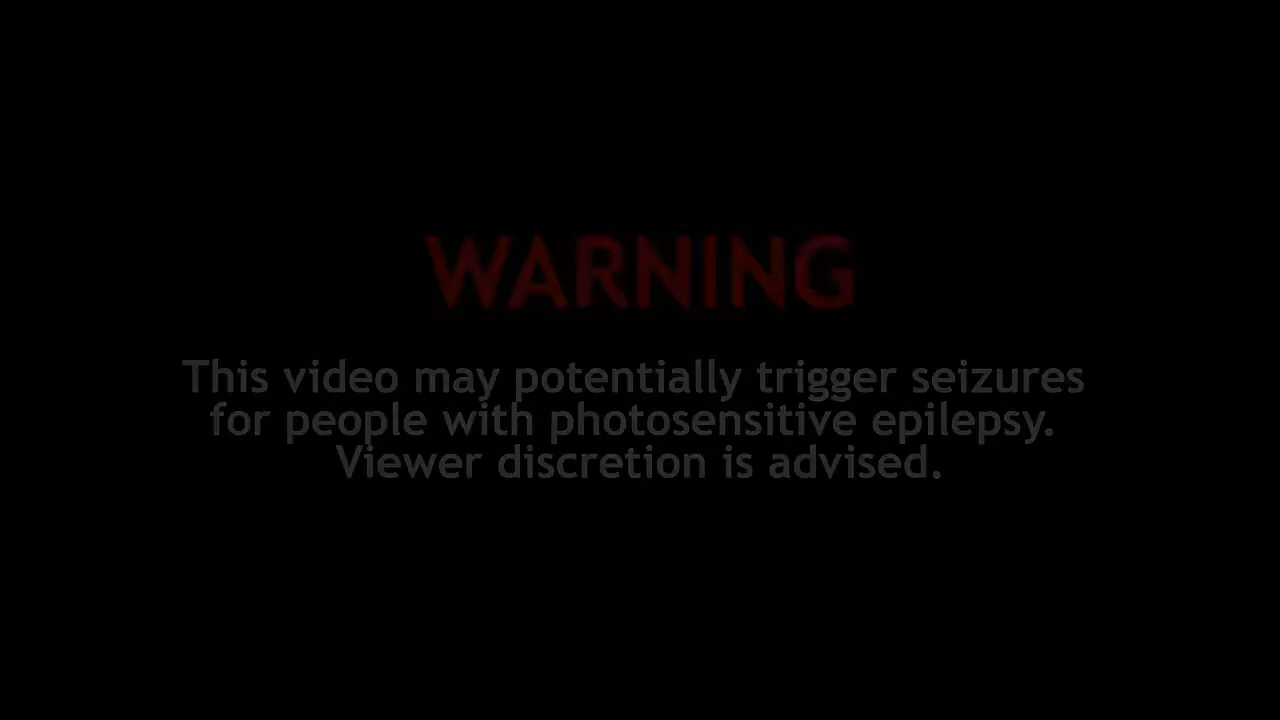 WARNING
This video may potentially trigger seizures
for people with photosensitive epilepsy.
Viewer discretion is advised.